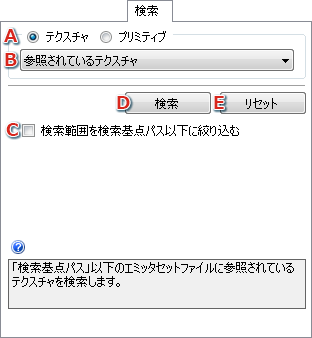 検索
A テクスチャ プリミティブ
B 参照されているテクスチャ
D 検索 E リセット
C 検索範囲を検索基点パス以下に絞り込む
?
「検索基点パス」以下のエミッタセットファイルに参照されている
テクスチャを検索します。